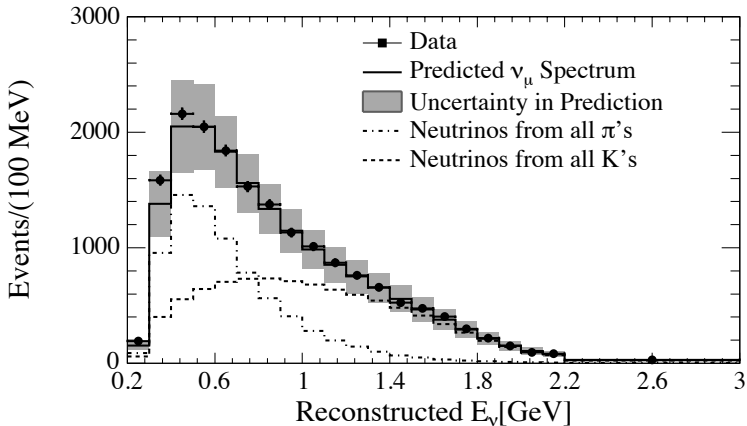 3000
2000
1000
0
Events/(100 MeV)
Data
Predicted νμ Spectrum
Uncertainty in Prediction
Neutrinos from all π's
Neutrinos from all K's
0.2 0.6 1 1.4 1.8 2.2 2.6 3
Reconstructed Eν[GeV]